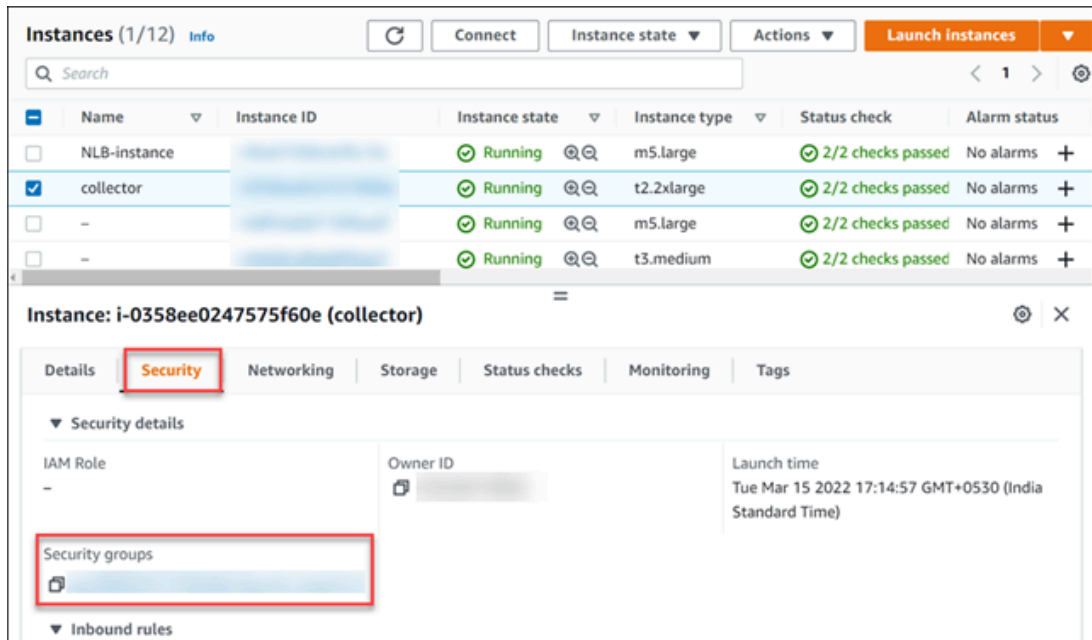 Instances (1/12) Info Connect Instance state ▼ Actions ▼ Launch instances ▼
Search < 1 >
Name Instance ID Instance state Instance type Status check Alarm status
NLB-instance Running m5.large 2/2 checks passed No alarms +
collector Running t2.2xlarge 2/2 checks passed No alarms +
– Running m5.large 2/2 checks passed No alarms +
– Running t3.medium 2/2 checks passed No alarms +
Instance: i-0358ee0247575f60e (collector)
Details Security Networking Storage Status checks Monitoring Tags
▼ Security details
IAM Role Owner ID Launch time
– Tue Mar 15 2022 17:14:57 GMT+0530 (India
Standard Time)
Security groups
▼ Inbound rules